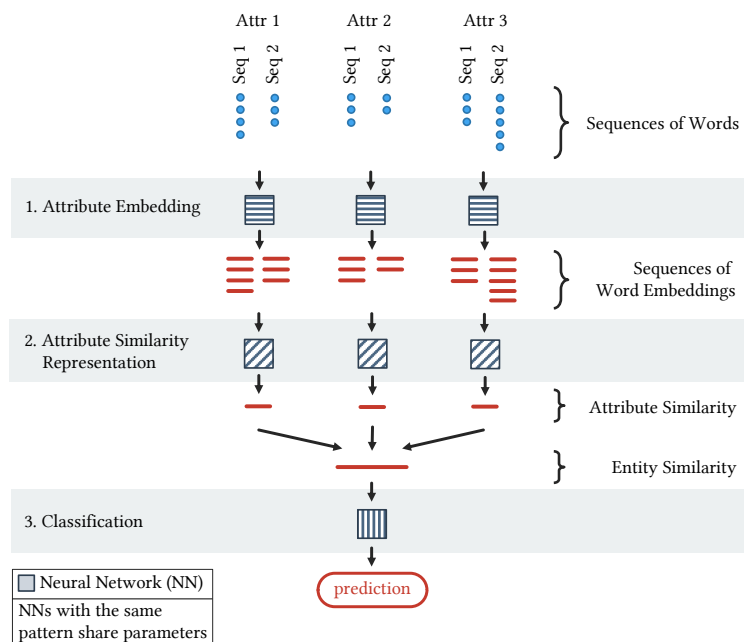 Attr 1
Attr 2
Attr 3
Seq 1
Seq 2
Seq 1
Seq 2
Seq 1
Seq 2
Sequences of Words
1. Attribute Embedding
Sequences of
Word Embeddings
2. Attribute Similarity
Representation
Attribute Similarity
Entity Similarity
3. Classification
prediction
Neural Network (NN)
NNs with the same
pattern share parameters